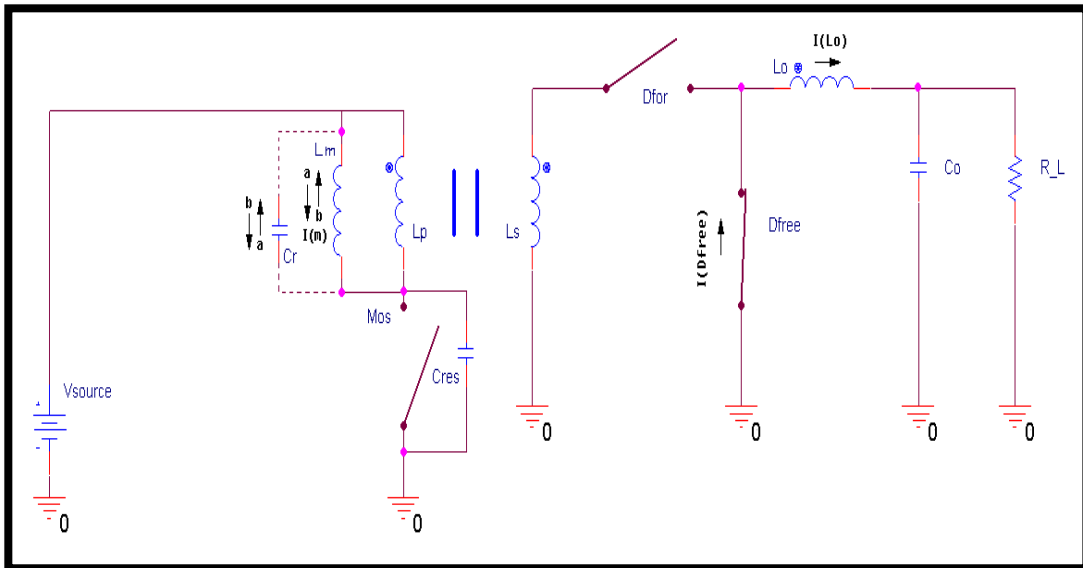 I(Lo)
Lo
Dfor
Lm
a
b
b
a
I(m)
Cr
Lp
Ls
I(Dfree)
Dfree
Co
R_L
Mos
Cres
Vsource
+
-
0
0
0
0
0
0